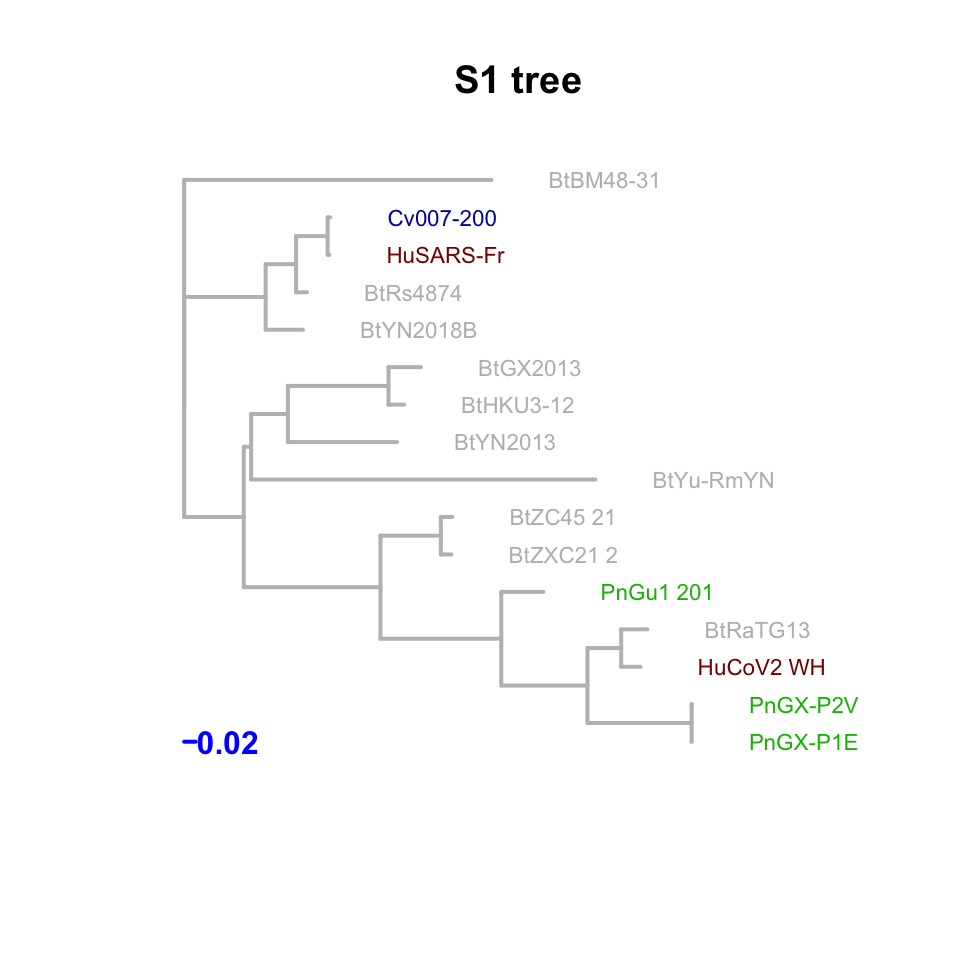 S1 tree
BtBM48-31
Cv007-200
HuSARS-Fr
BtRs4874
BtYN2018B
BtGX2013
BtHKU3-12
BtYN2013
BtYu-RmYN
BtZC45 21
BtZXC21 2
PnGu1 201
BtRaTG13
HuCoV2 WH
PnGX-P2V
PnGX-P1E
0.02